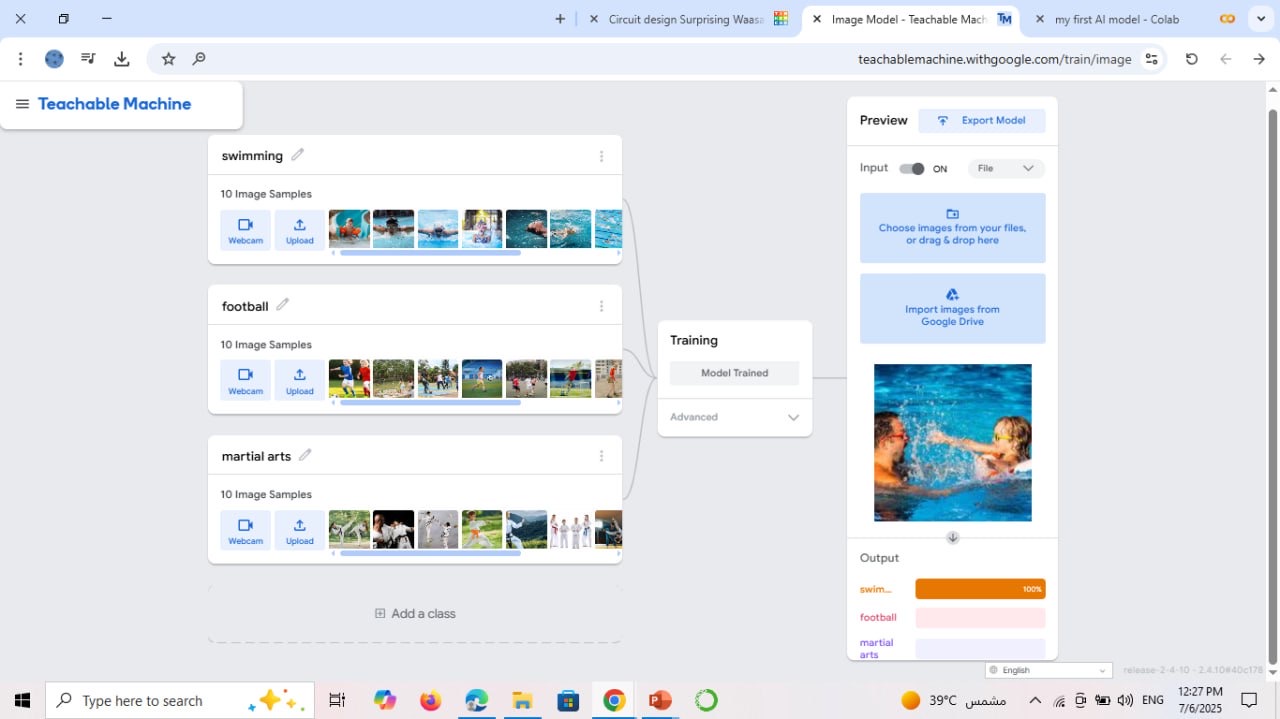 Circuit design Surprising Waasa
Image Model - Teachable Mach
my first AI model - Colab
teachablemachine.withgoogle.com/train/image
Teachable Machine
swimming
10 Image Samples
Webcam
Upload
football
10 Image Samples
Webcam
Upload
martial arts
10 Image Samples
Webcam
Upload
Add a class
Training
Model Trained
Advanced
Preview
Export Model
Input
ON
File
Choose images from your files,
or drag & drop here
Import images from
Google Drive
Output
swim...
100%
football
martial
arts
English
release-2-4-10 - 2.4.10#40c178
Type here to search
39°C مشمس
ENG
12:27 PM
7/6/2025